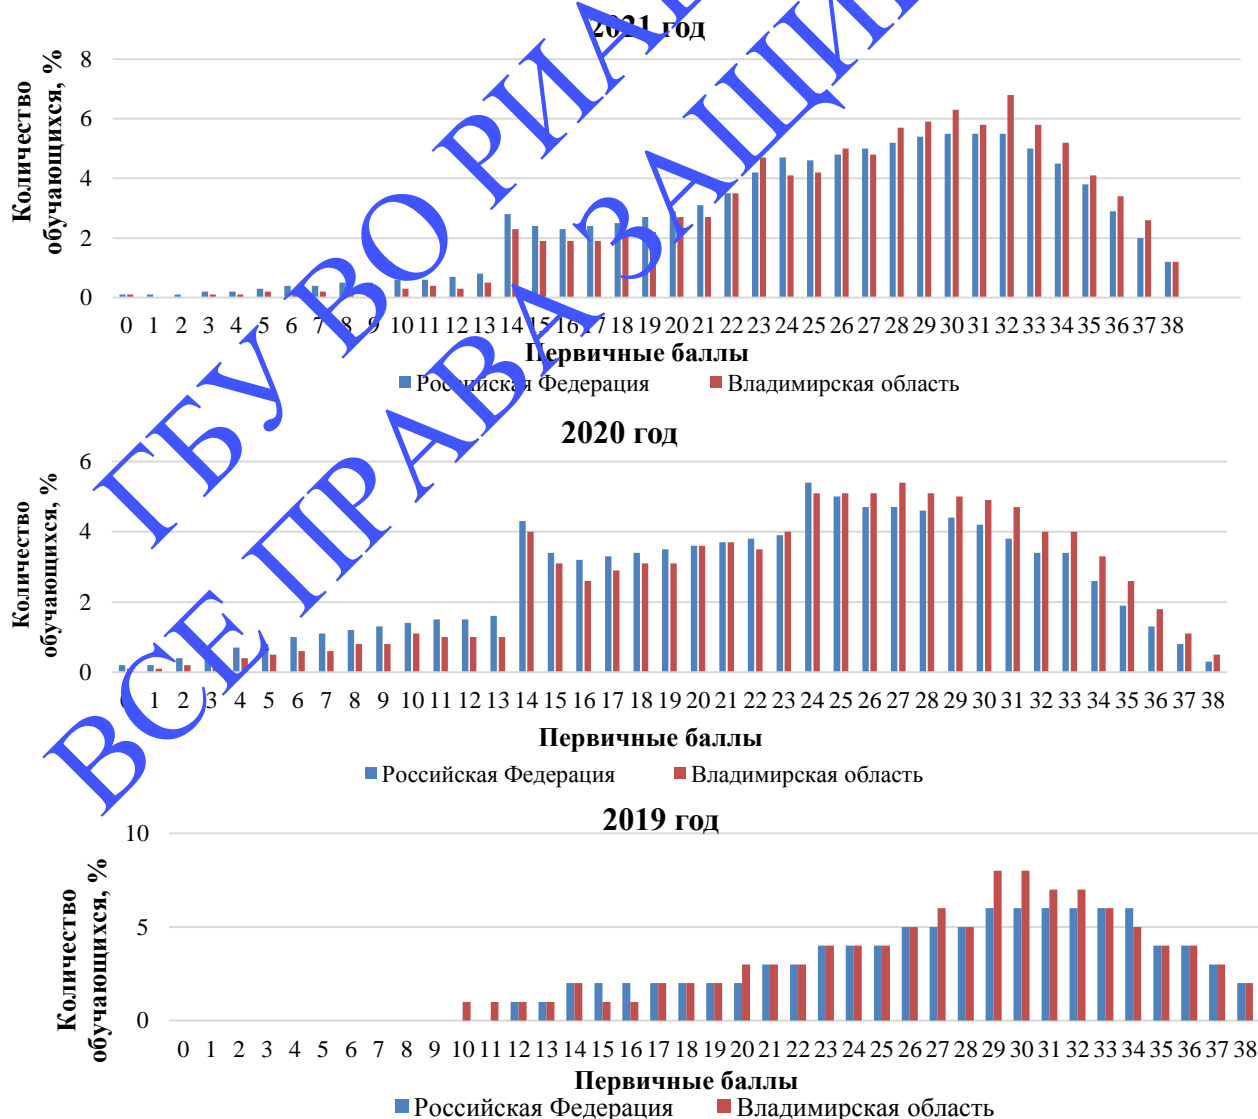 2021 год
8
6
4
2
0
Количество
обучающихся, %
0 1 2 3 4 5 6 7 8 9 10 11 12 13 14 15 16 17 18 19 20 21 22 23 24 25 26 27 28 29 30 31 32 33 34 35 36 37 38
Первичные баллы
Российская Федерация Владимирская область
2020 год
6
4
2
0
Количество
обучающихся, %
0 1 2 3 4 5 6 7 8 9 10 11 12 13 14 15 16 17 18 19 20 21 22 23 24 25 26 27 28 29 30 31 32 33 34 35 36 37 38
Первичные баллы
Российская Федерация Владимирская область
2019 год
10
5
0
Количество
обучающихся, %
0 1 2 3 4 5 6 7 8 9 10 11 12 13 14 15 16 17 18 19 20 21 22 23 24 25 26 27 28 29 30 31 32 33 34 35 36 37 38
Первичные баллы
Российская Федерация Владимирская область
ГБУ ВО
ВСЕ ПРАВА